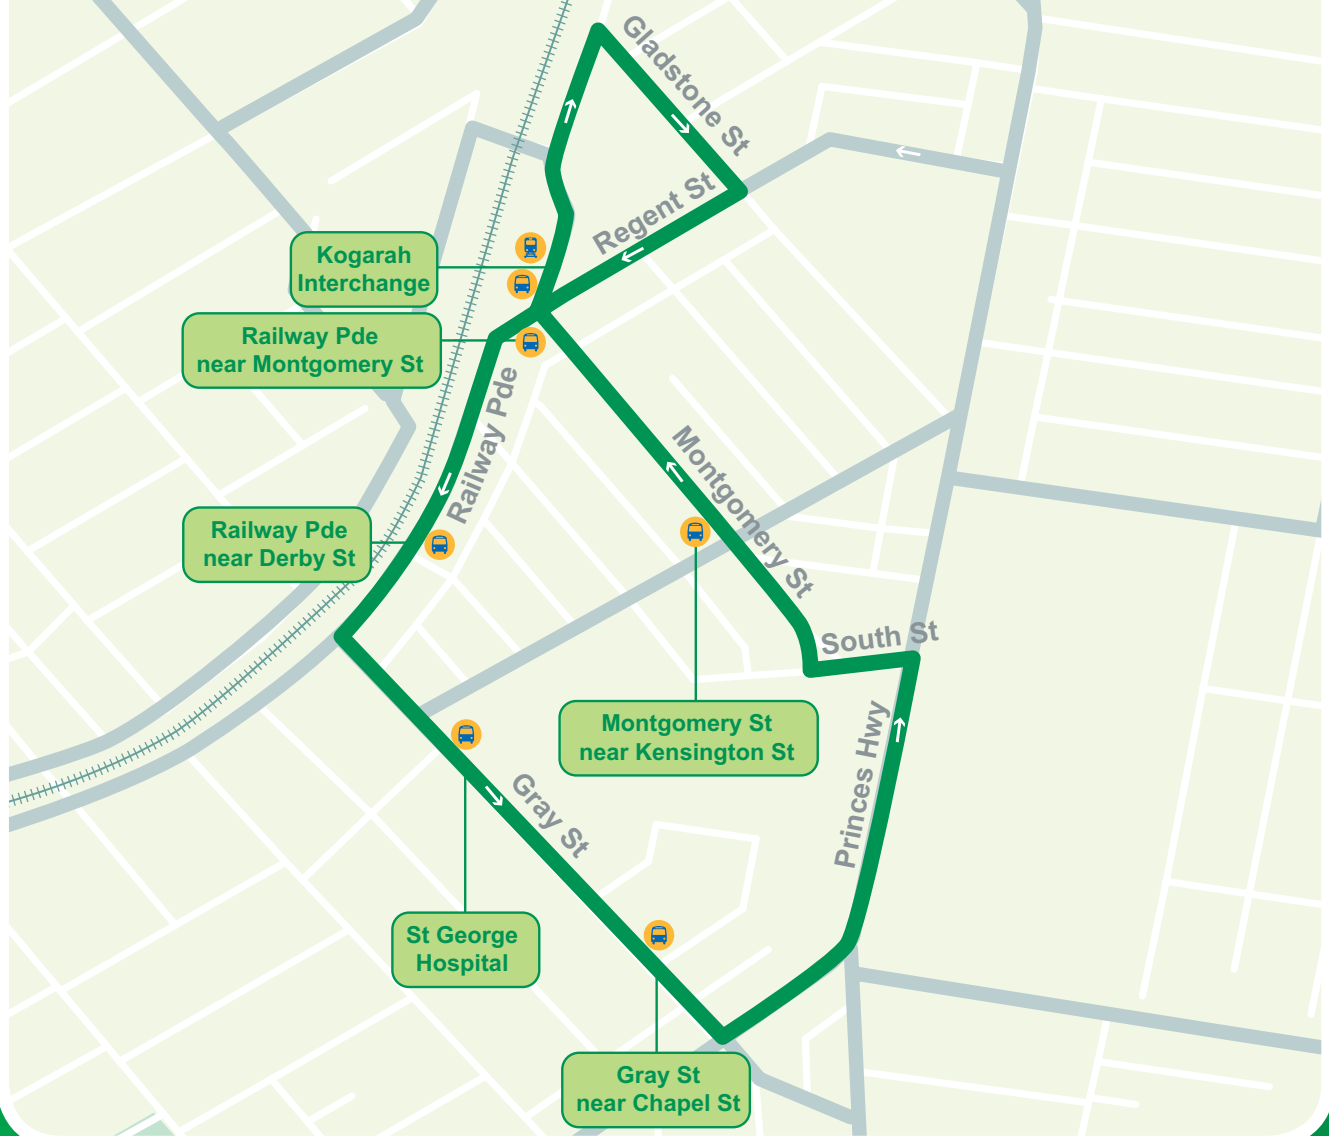 Gladstone St
Regent St
Kogarah
Interchange
Railway Pde
near Montgomery St
Railway Pde
Montgomery St
Railway Pde
near Derby St
South St
Montgomery St
near Kensington St
Princes Hwy
Gray St
St George
Hospital
Gray St
near Chapel St